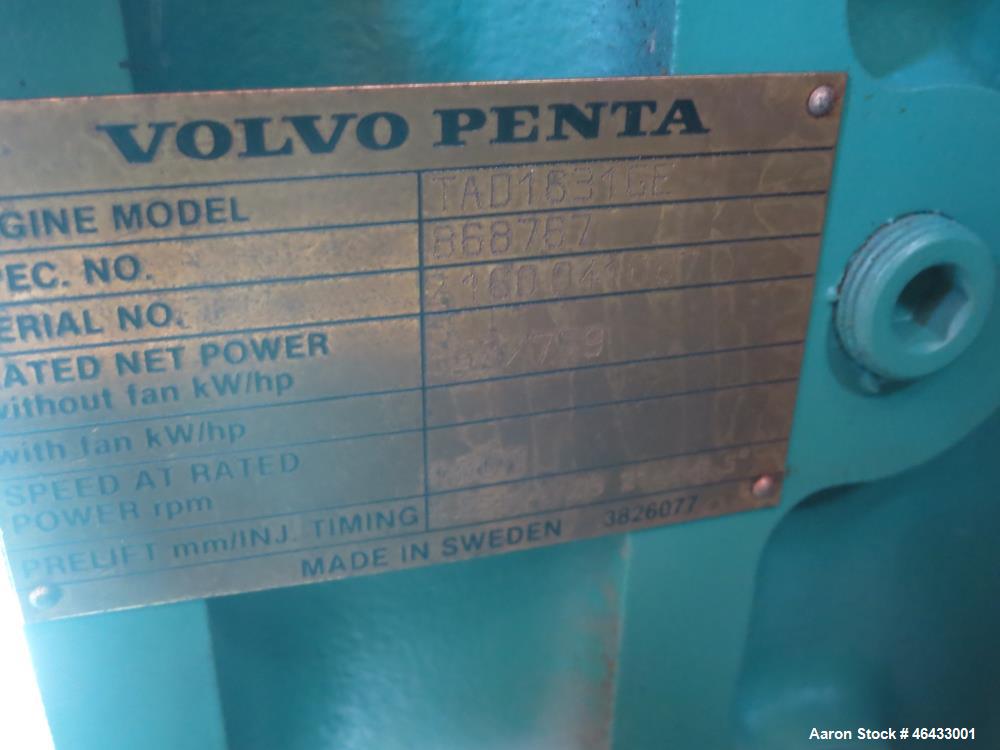 VOLVO PENTA
GINE MODEL TAD1631GE
PEC. NO. 868767
ERIAL NO.
ATED NET POWER
without fan kW/hp
with fan kW/hp
SPEED AT RATED
POWER rpm
PRELIFT mm/INJ. TIMING
MADE IN SWEDEN 3826077
Aaron Stock # 46433001